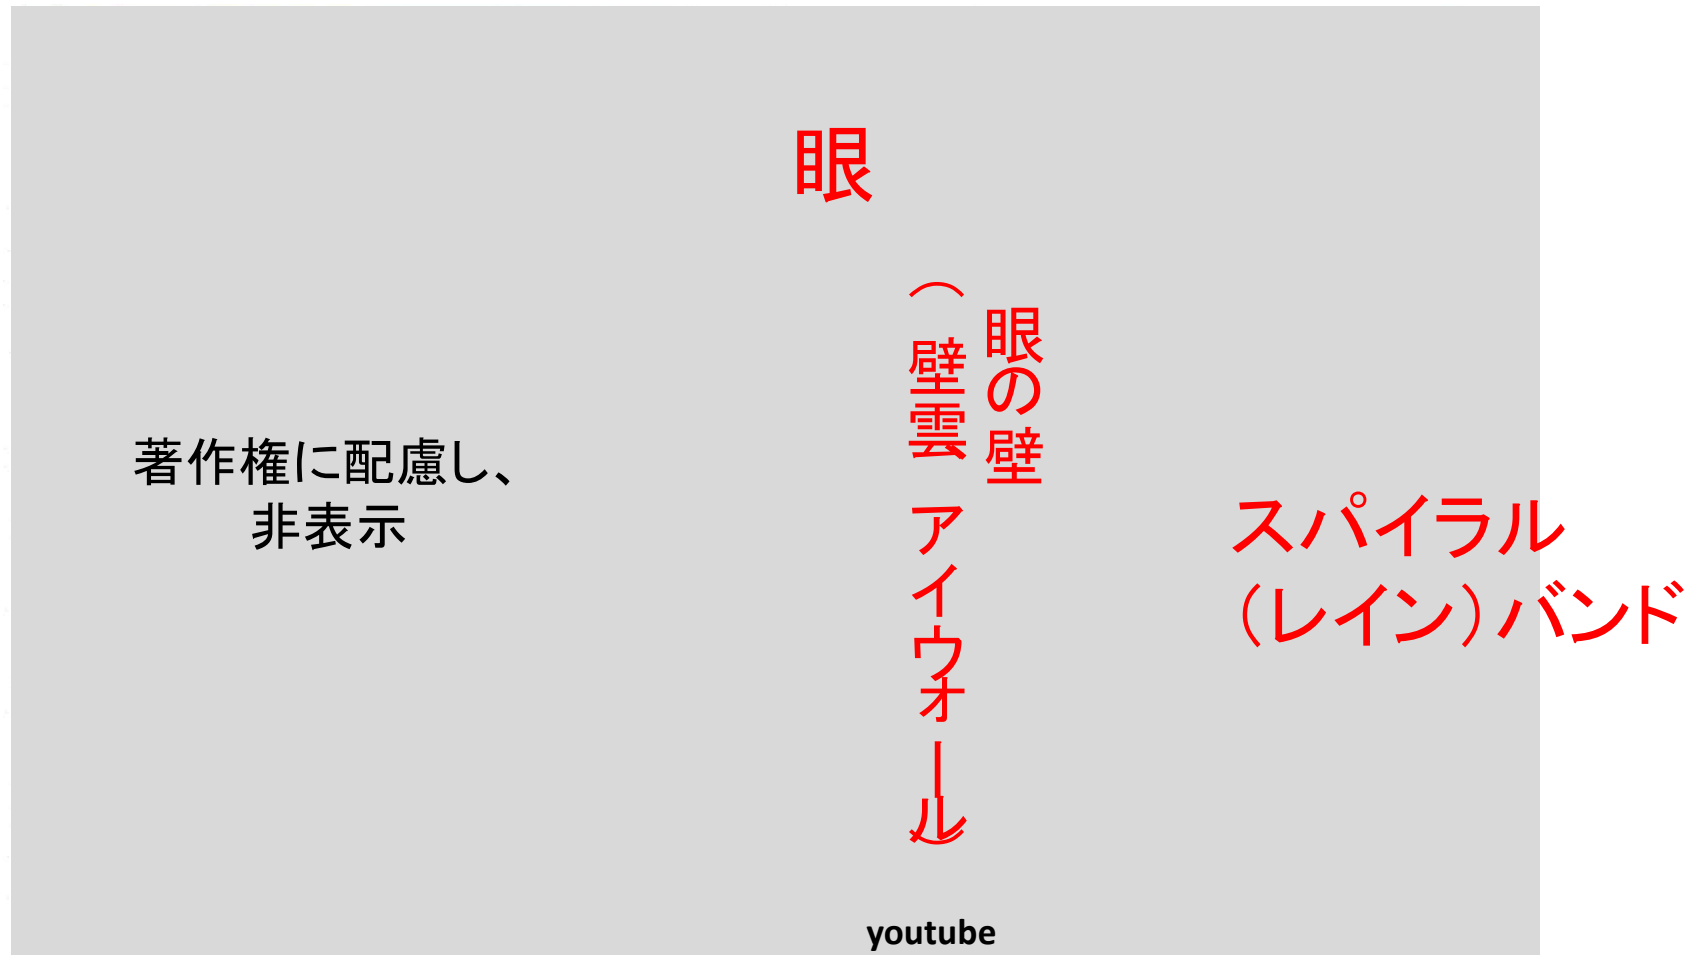 眼
眼の壁
（壁雲 アイウォール）
著作権に配慮し、
非表示
スパイラル
（レイン）バンド
youtube